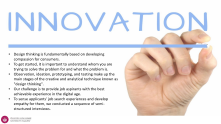 INNOVATION
• Design thinking is fundamentally based on developing
compassion for consumers.
• To get started, it is important to understand whom you are
trying to solve the problem for and what the problem is.
• Observation, ideation, prototyping, and testing make up the
main stages of the creative and analytical technique known as
"design thinking".
• Our challenge is to provide job aspirants with the best
achievable experience in the digital age.
• To sense applicants' job search experiences and develop
empathy for them, we conducted a sequence of semi-
structured interviews.